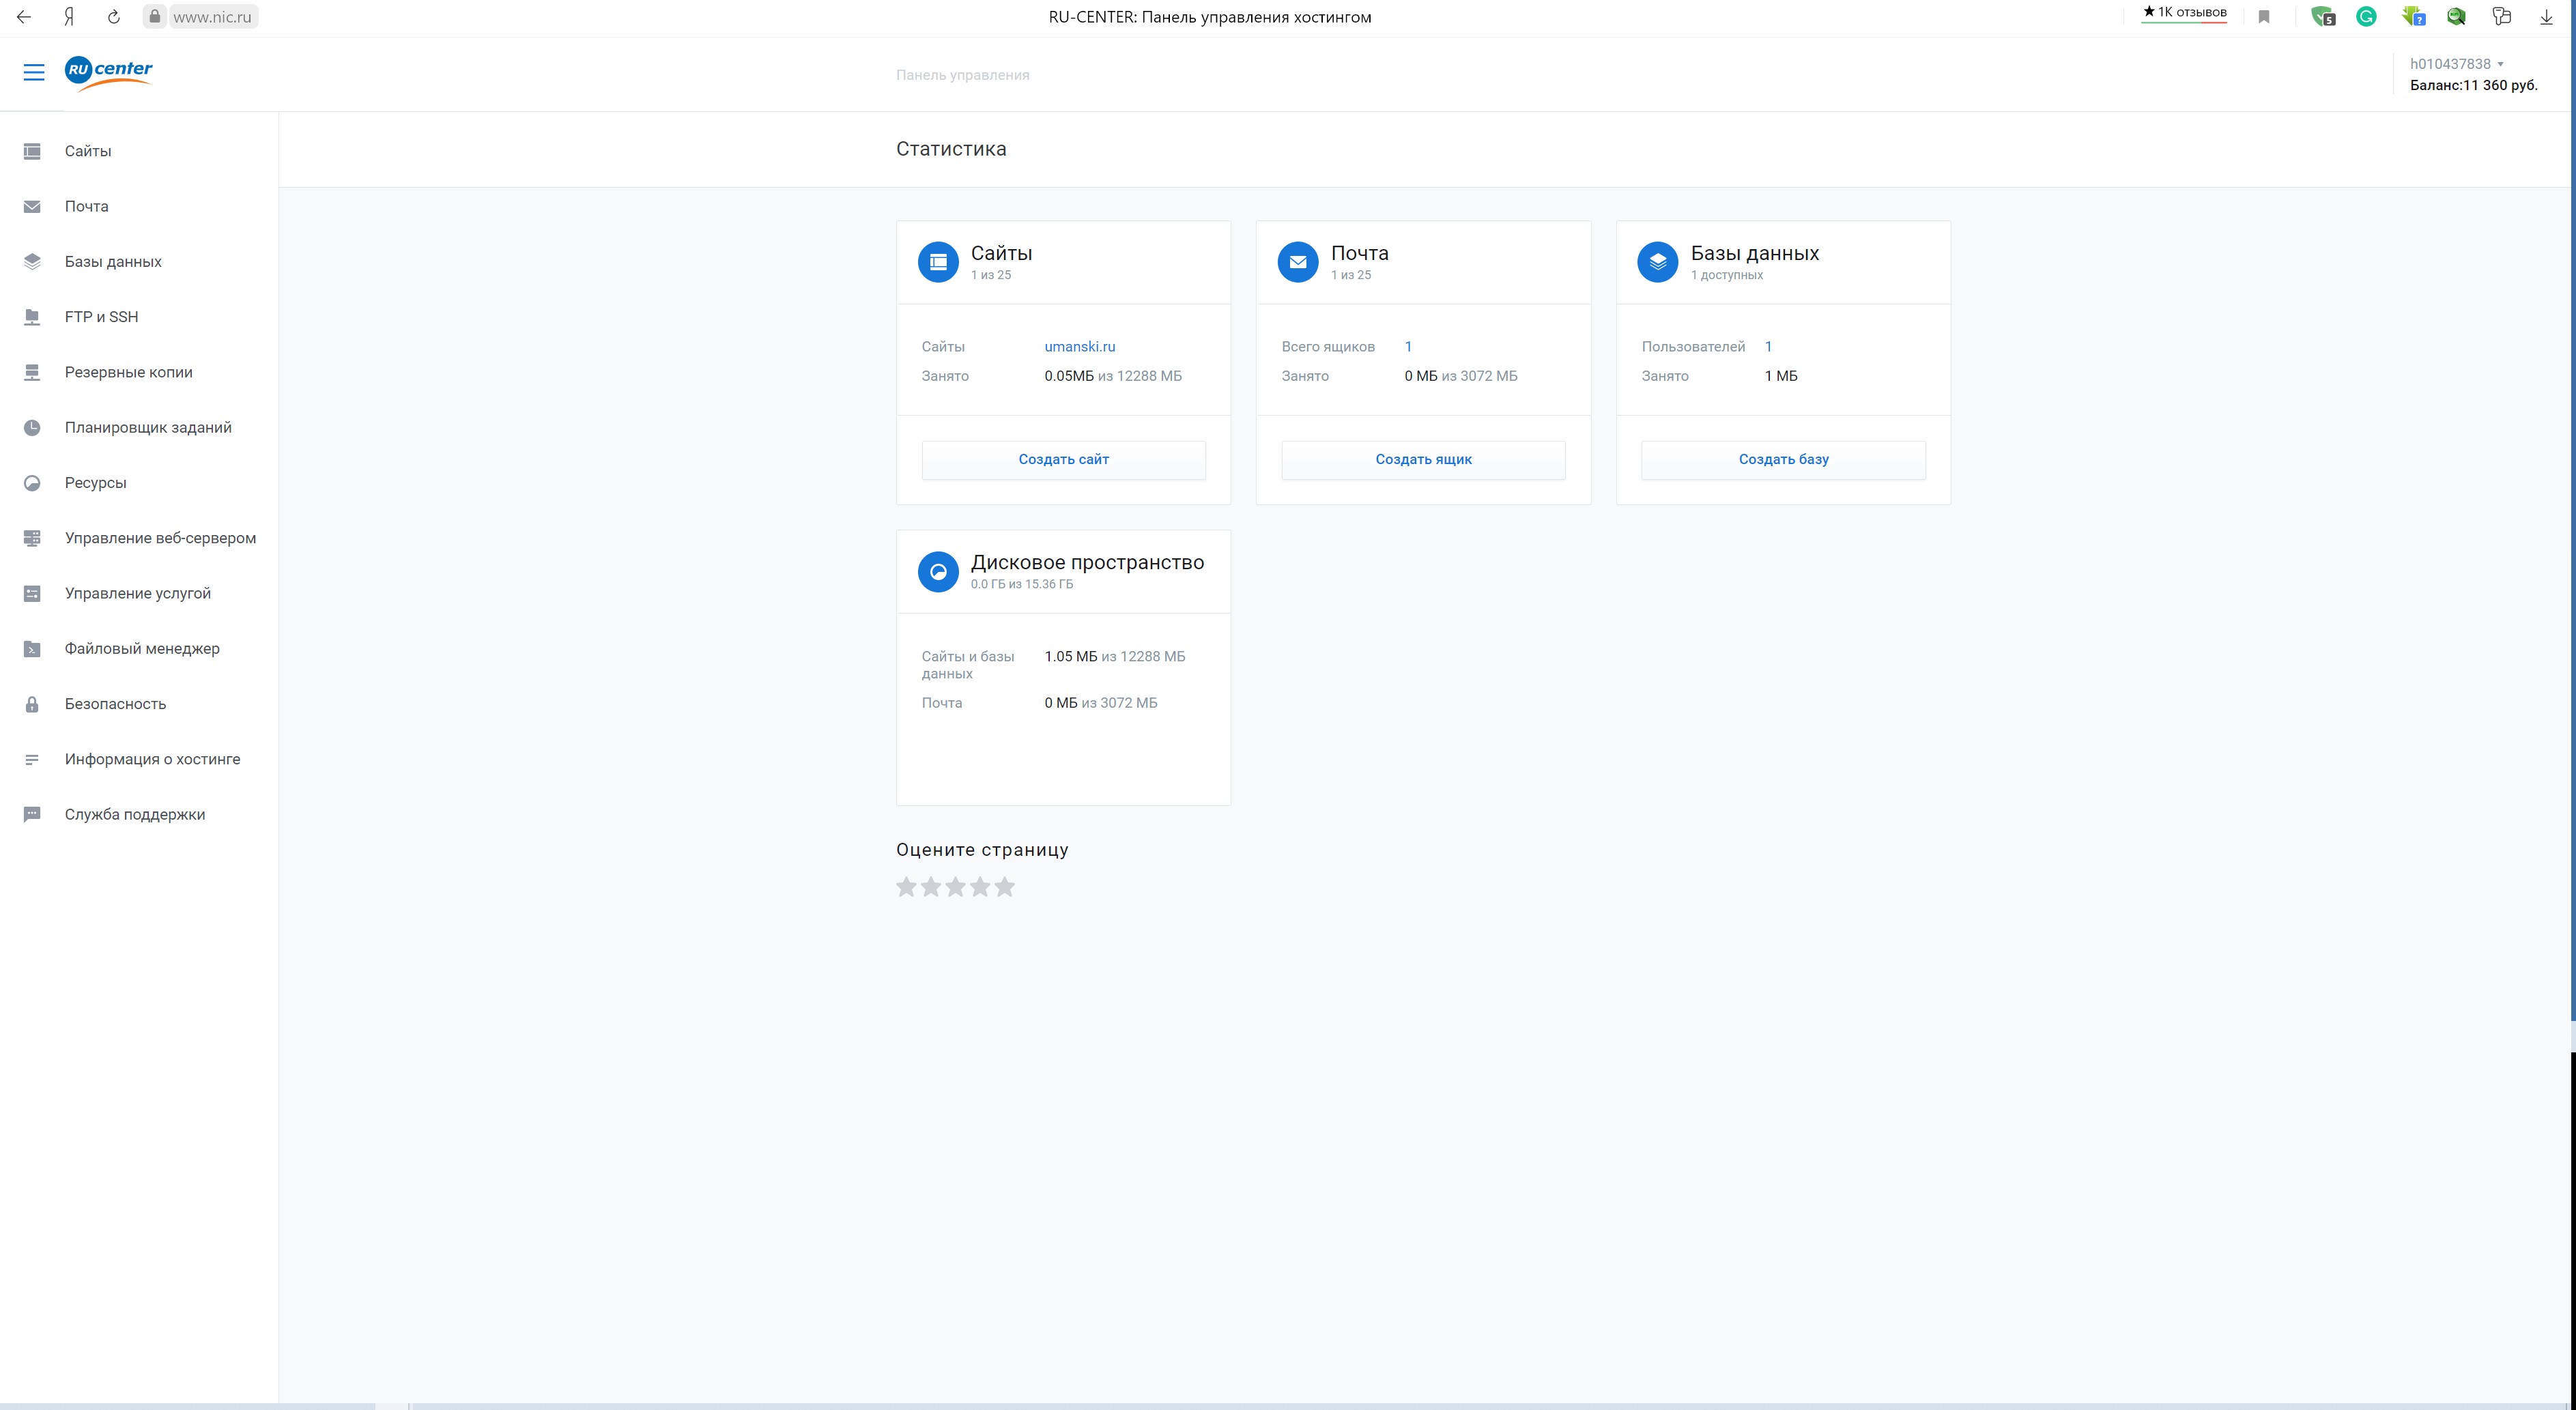 www.nic.ru
RU-CENTER: Панель управления хостингом
★ 1К отзывов
5
?
RU center
Панель управления
h010437838
Баланс:11 360 руб.
Сайты
Почта
Базы данных
FTP и SSH
Резервные копии
Планировщик заданий
Ресурсы
Управление веб-сервером
Управление услугой
Файловый менеджер
Безопасность
Информация о хостинге
Служба поддержки
Статистика
Сайты
1 из 25
Сайты umanski.ru
Занято 0.05МБ из 12288 МБ
Создать сайт
Почта
1 из 25
Всего ящиков 1
Занято 0 МБ из 3072 МБ
Создать ящик
Базы данных
1 доступных
Пользователей 1
Занято 1 МБ
Создать базу
Дисковое пространство
0.0 ГБ из 15.36 ГБ
Сайты и базы 1.05 МБ из 12288 МБ
данных
Почта 0 МБ из 3072 МБ
Оцените страницу